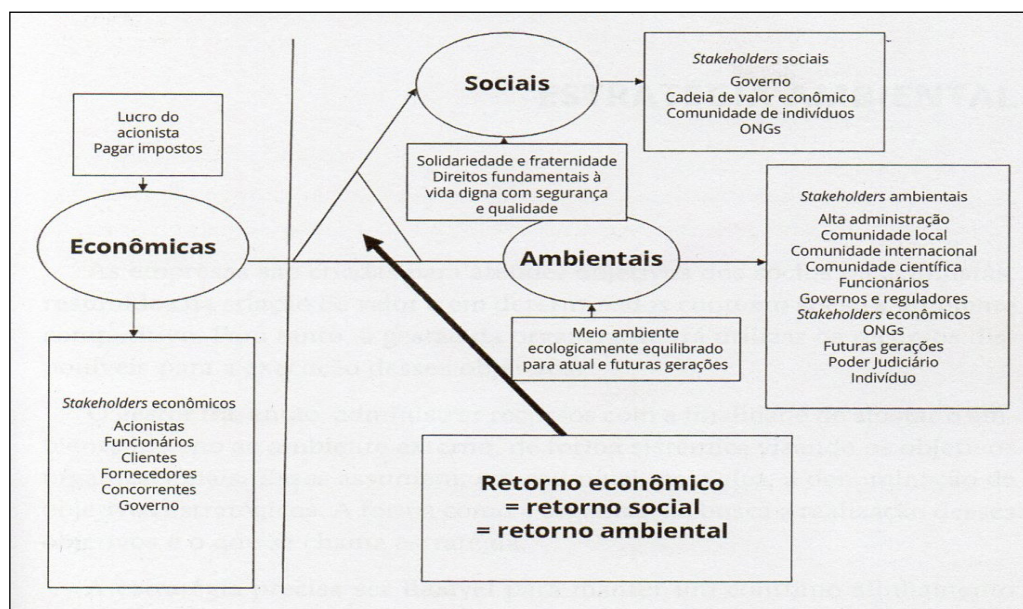 Lucro do
acionista
Pagar impostos
Econômicas
Stakeholders econômicos
Acionistas
Funcionários
Clientes
Fornecedores
Concorrentes
Governo
Sociais
Stakeholders sociais
Governo
Cadeia de valor econômico
Comunidade de indivíduos
ONGs
Solidariedade e fraternidade
Direitos fundamentais à
vida digna com segurança
e qualidade
Ambientais
Stakeholders ambientais
Alta administração
Comunidade local
Comunidade internacional
Comunidade científica
Funcionários
Governos e reguladores
Stakeholders econômicos
ONGs
Futuras gerações
Poder Judiciário
Indivíduo
Meio ambiente
ecologicamente equilibrado
para atual e futuras gerações
Retorno econômico
= retorno social
= retorno ambiental